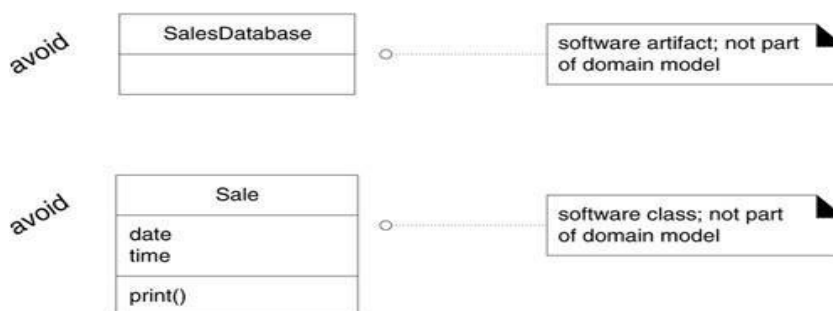 avoid
SalesDatabase
software artifact; not part
of domain model
avoid
Sale
date
time
print()
software class; not part
of domain model